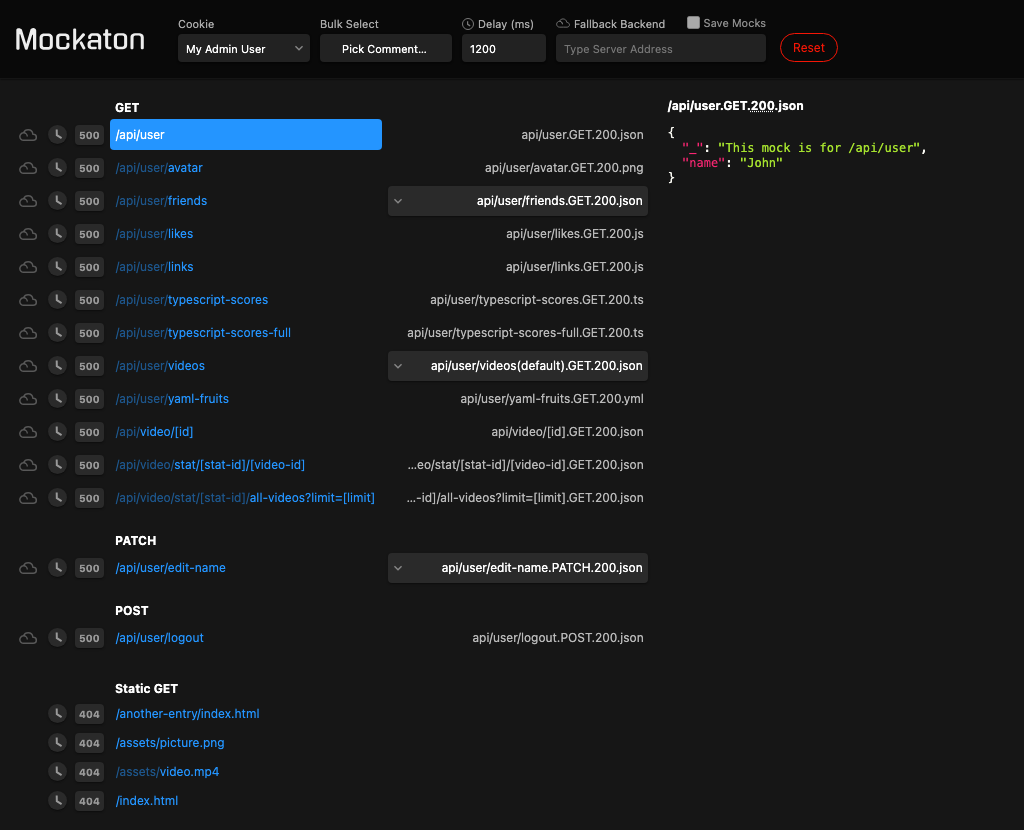 Mockaton
Cookie
My Admin User
Bulk Select
Pick Comment...
Delay (ms)
1200
Fallback Backend
Type Server Address
Save Mocks
Reset
GET
500 /api/user api/user.GET.200.json
500 /api/user/avatar api/user/avatar.GET.200.png
500 /api/user/friends api/user/friends.GET.200.json
500 /api/user/likes api/user/likes.GET.200.js
500 /api/user/links api/user/links.GET.200.js
500 /api/user/typescript-scores api/user/typescript-scores.GET.200.ts
500 /api/user/typescript-scores-full api/user/typescript-scores-full.GET.200.ts
500 /api/user/videos api/user/videos(default).GET.200.json
500 /api/user/yaml-fruits api/user/yaml-fruits.GET.200.yml
500 /api/video/[id] api/video/[id].GET.200.json
500 /api/video/stat/[stat-id]/[video-id] ...eo/stat/[stat-id]/[video-id].GET.200.json
500 /api/video/stat/[stat-id]/all-videos?limit=[limit] ...-id]/all-videos?limit=[limit].GET.200.json
PATCH
500 /api/user/edit-name api/user/edit-name.PATCH.200.json
POST
500 /api/user/logout api/user/logout.POST.200.json
Static GET
404 /another-entry/index.html
404 /assets/picture.png
404 /assets/video.mp4
404 /index.html
/api/user.GET.200.json
{
"_": "This mock is for /api/user",
"name": "John"
}